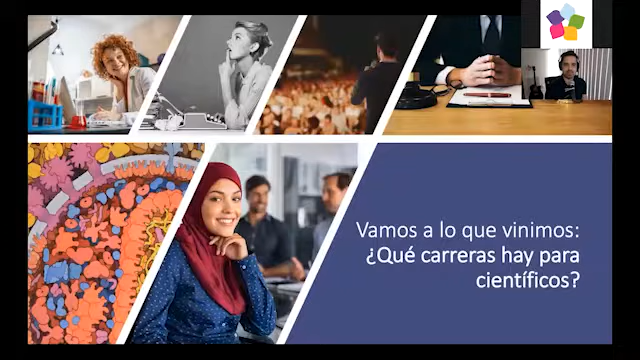 Vamos a lo que vinimos:
¿Qué carreras hay para
científicos?